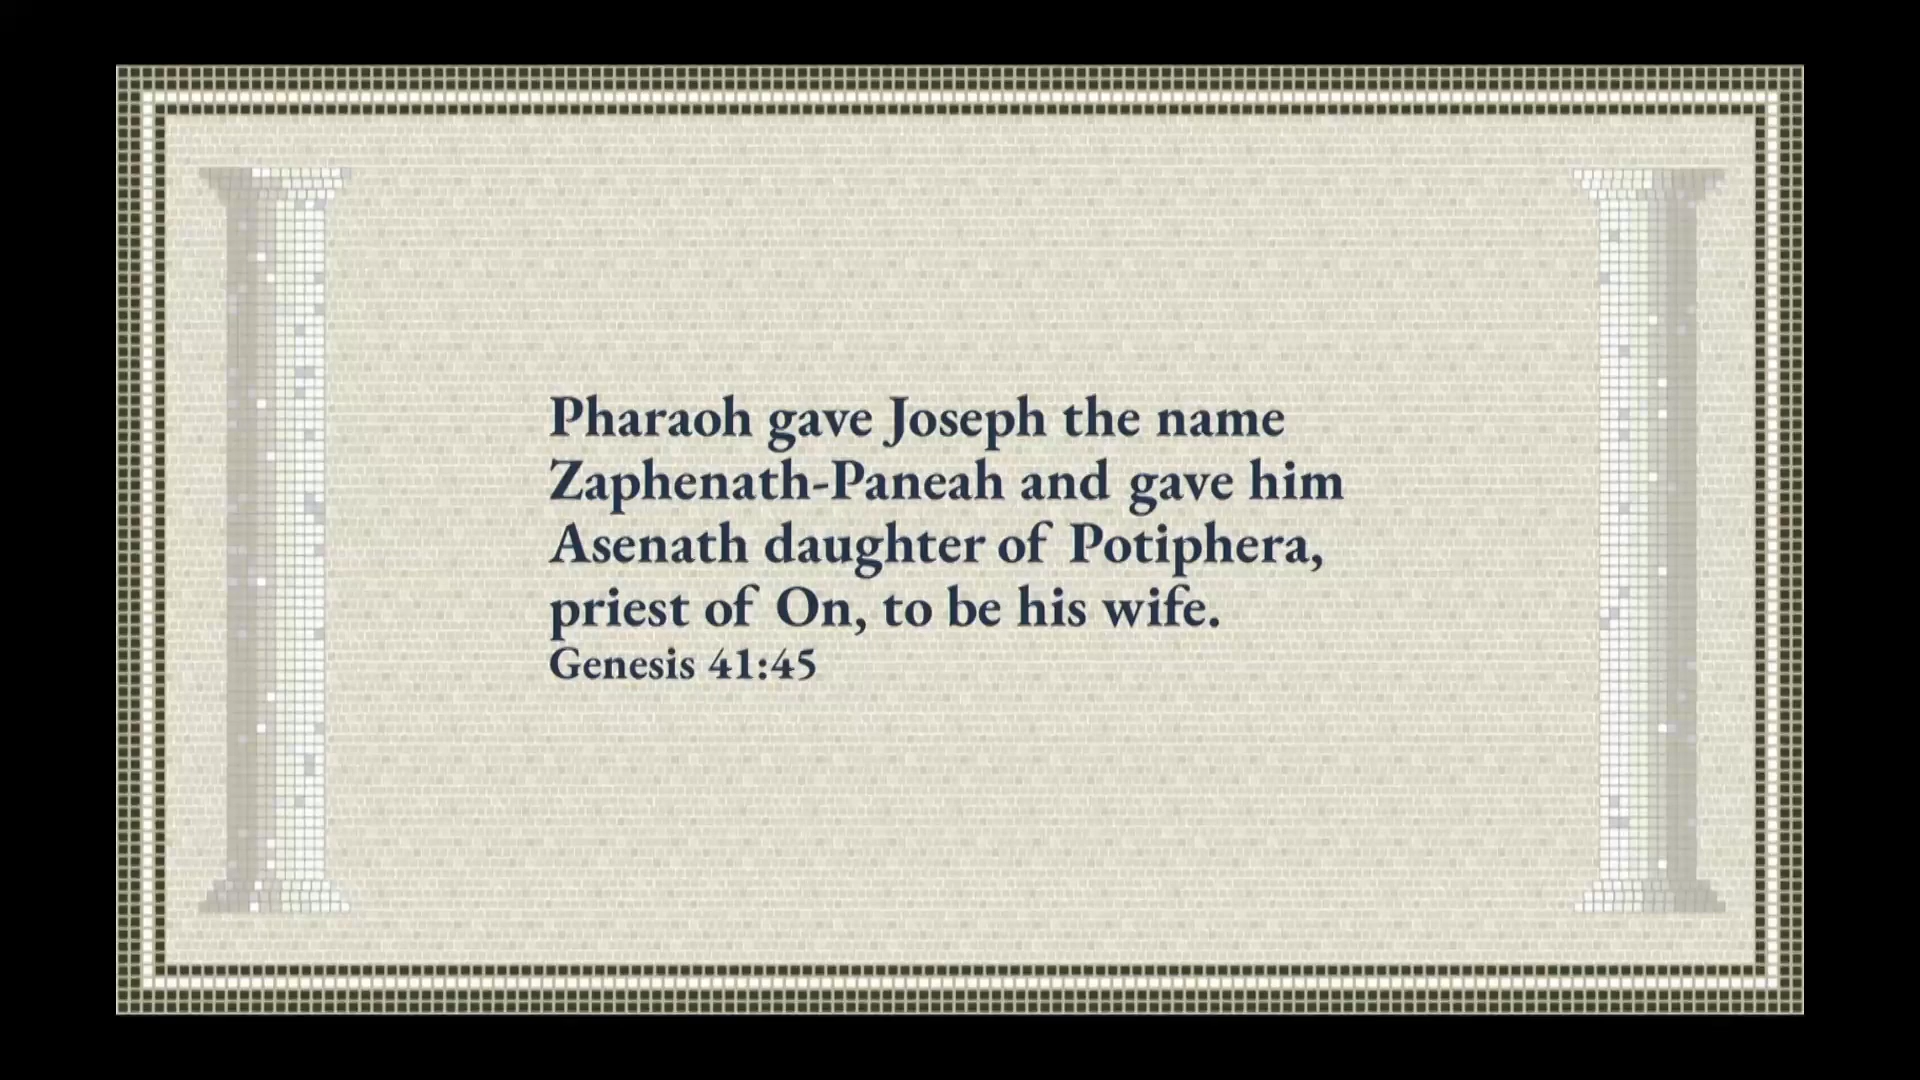 Pharaoh gave Joseph the name
Zaphenath-Paneah and gave him
Asenath daughter of Potiphera,
priest of On, to be his wife.
Genesis 41:45